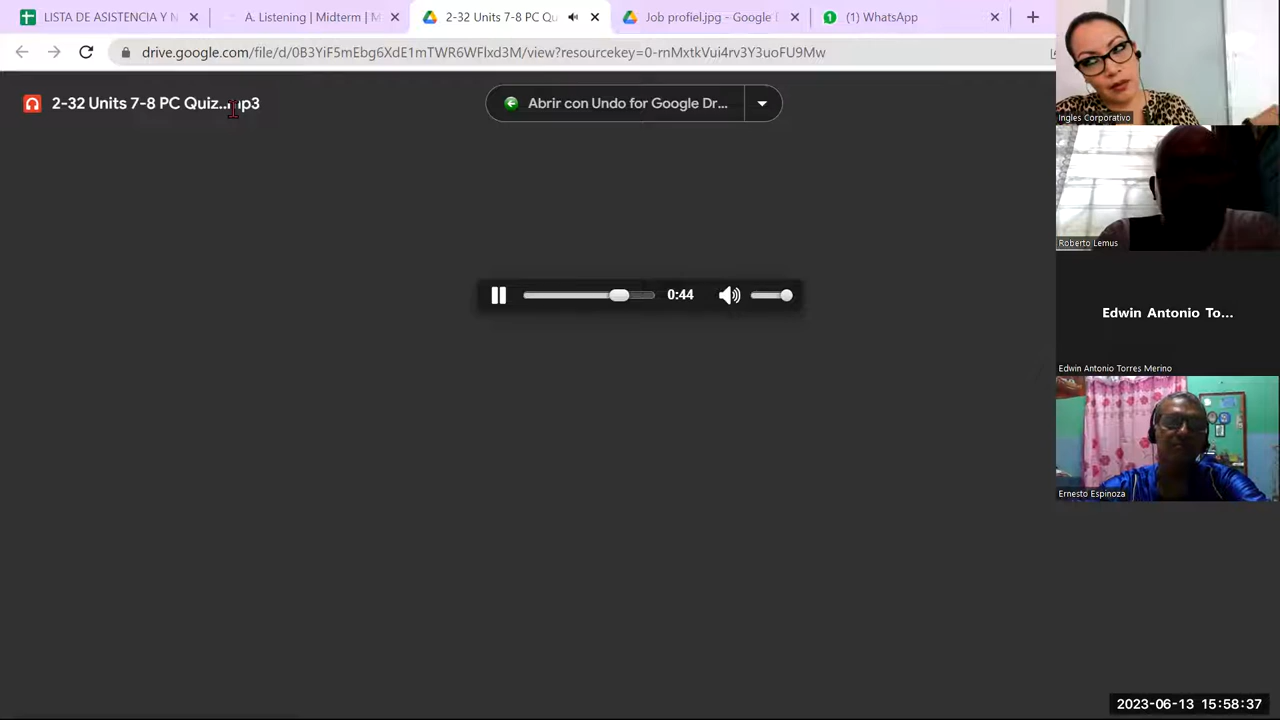 LISTA DE ASISTENCIA Y N
A. Listening | Midterm | M
2-32 Units 7-8 PC Qu
Job profiel.jpg - Google D
(1) WhatsApp
drive.google.com/file/d/0B3YiF5mEbg6XdE1mTWR6WFlxd3M/view?resourcekey=0-rnMxtkVui4rv3Y3uoFU9Mw
2-32 Units 7-8 PC Quiz..mp3
Abrir con Undo for Google Dr...
0:44
Ingles Corporativo
Roberto Lemus
Edwin Antonio To...
Edwin Antonio Torres Merino
Ernesto Espinoza
2023-06-13 15:58:37